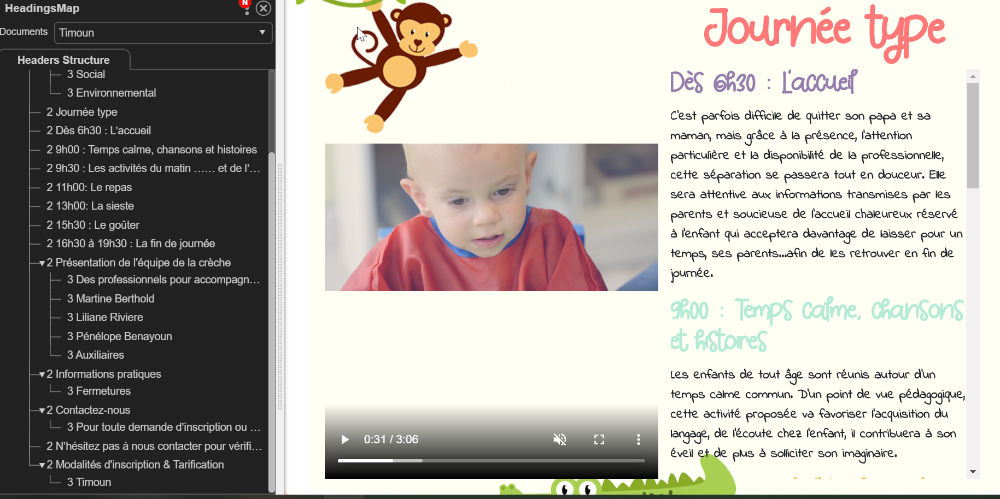 HeadingsMap
N
Documents
Timoun
Headers Structure
3 Social
3 Environnemental
2 Journée type
2 Dès 6h30 : L’accueil
2 9h00 : Temps calme, chansons et histoires
2 9h30 : Les activités du matin …… et de l’…
2 11h00: Le repas
2 13h00: La sieste
2 15h30 : Le goûter
2 16h30 à 19h30 : La fin de journée
2 Présentation de l'équipe de la crèche
3 Des professionnels pour accompagn…
3 Martine Berthold
3 Liliane Riviere
3 Pénélope Benayoun
3 Auxiliaires
2 Informations pratiques
3 Fermetures
2 Contactez-nous
3 Pour toute demande d’inscription ou …
2 N’hésitez pas à nous contacter pour vérifi…
2 Modalités d'inscription & Tarification
3 Timoun
0:31 / 3:06
Journée type
Dès 6h30 : L'accueil
C'est parfois difficile de quitter son papa et sa
maman, mais grâce à la présence, l'attention
particulière et la disponibilité de la professionnelle,
cette séparation se passera tout en douceur. Elle
sera attentive aux informations transmises par les
parents et soucieuse de l'accueil chaleureux réservé
à l'enfant qui acceptera davantage de laisser pour un
temps, ses parents...afin de les retrouver en fin de
journée.
9h00 : Temps calme, chansons
et histoires
Les enfants de tout âge sont réunis autour d'un
temps calme commun. D'un point de vue pédagogique,
cette activité proposée va favoriser l'acquisition du
langage, de l'écoute chez l'enfant, il contribuera à son
éveil et de plus à solliciter son imaginaire.